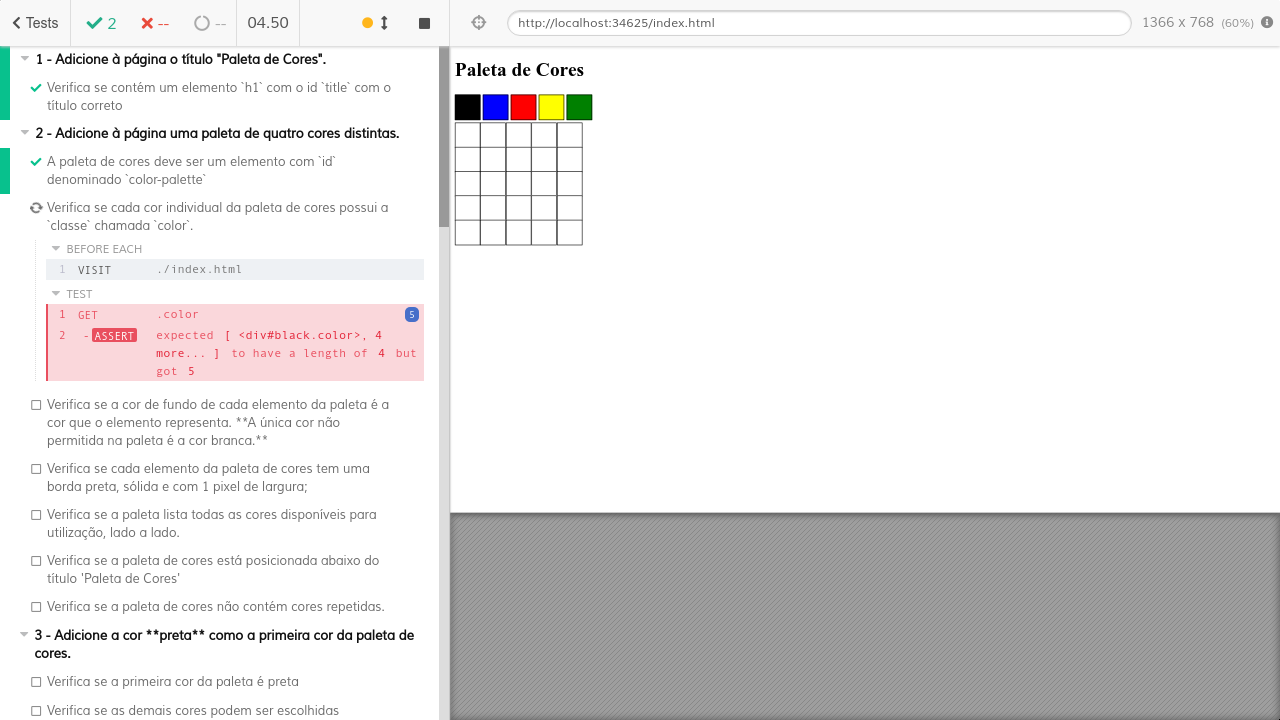 Tests
2
--
--
04.50
http://localhost:34625/index.html
1366 x 768 (60%)
1 - Adicione à página o título "Paleta de Cores".
Verifica se contém um elemento `h1` com o id `title` com o
título correto
2 - Adicione à página uma paleta de quatro cores distintas.
A paleta de cores deve ser um elemento com `id`
denominado `color-palette`
Verifica se cada cor individual da paleta de cores possui a
`classe` chamada `color`.
BEFORE EACH
1 VISIT ./index.html
TEST
1 GET .color 5
2 -ASSERT expected [ <div#black.color>, 4
more... ] to have a length of 4 but
got 5
Verifica se a cor de fundo de cada elemento da paleta é a
cor que o elemento representa. **A única cor não
permitida na paleta é a cor branca.**
Verifica se cada elemento da paleta de cores tem uma
borda preta, sólida e com 1 pixel de largura;
Verifica se a paleta lista todas as cores disponíveis para
utilização, lado a lado.
Verifica se a paleta de cores está posicionada abaixo do
título 'Paleta de Cores'
Verifica se a paleta de cores não contém cores repetidas.
3 - Adicione a cor **preta** como a primeira cor da paleta de
cores.
Verifica se a primeira cor da paleta é preta
Verifica se as demais cores podem ser escolhidas
Paleta de Cores